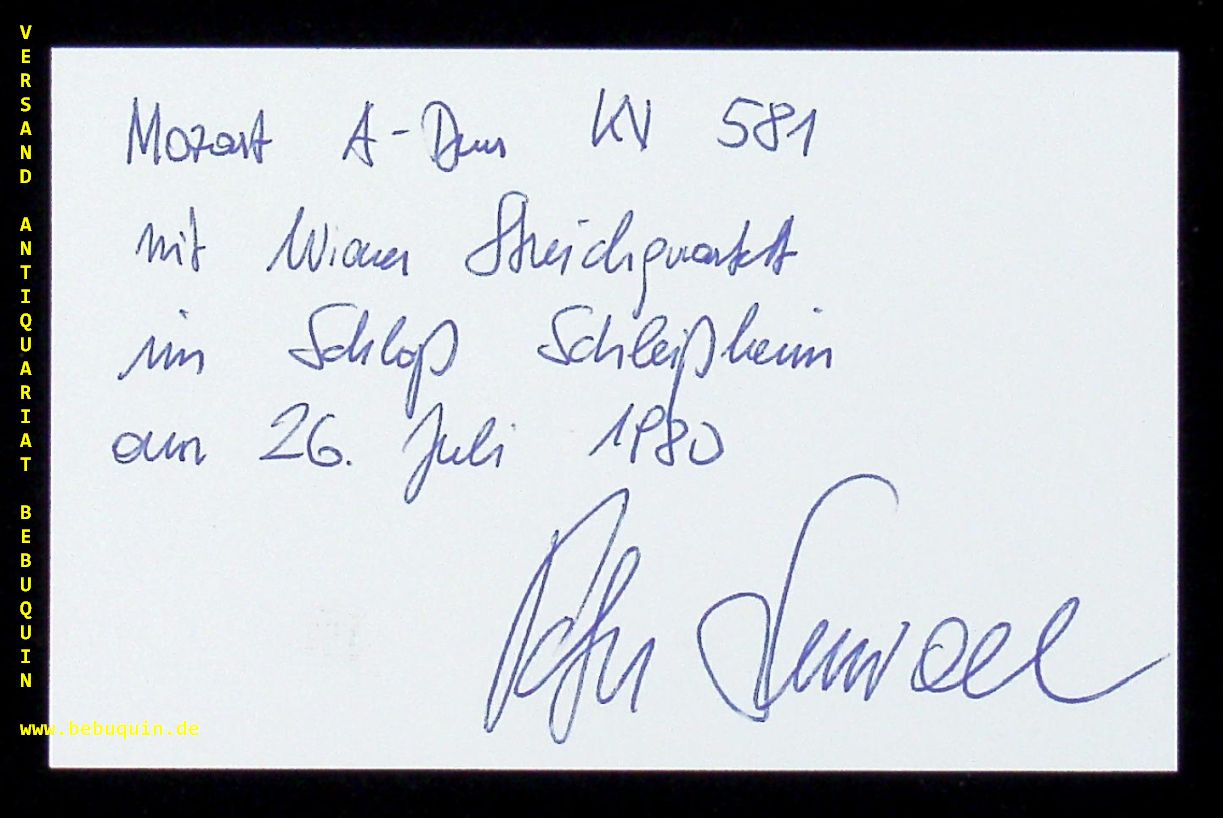 VERSAND ANTIQUARIAT BEBUQUIN
Mozart A-Dur KV 581
mit Wiener Streichquartett
im Schloß Schleißheim
am 26. Juli 1980
Peter
www.bebuquin.de